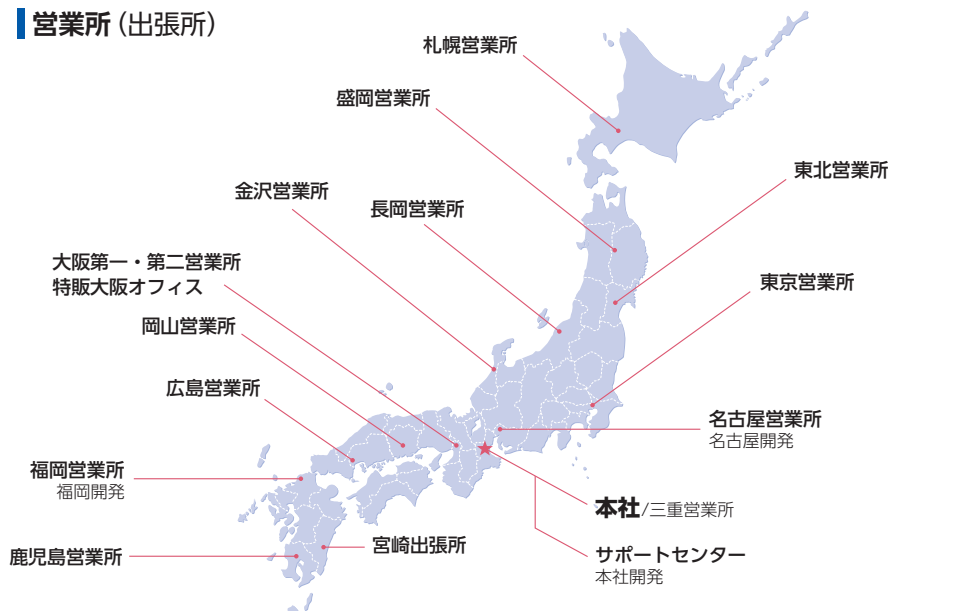 営業所（出張所）
札幌営業所
盛岡営業所
東北営業所
金沢営業所
長岡営業所
大阪第一・第二営業所
特販大阪オフィス
東京営業所
岡山営業所
広島営業所
名古屋営業所
名古屋開発
福岡営業所
福岡開発
本社/三重営業所
宮崎出張所
鹿児島営業所
サポートセンター
本社開発